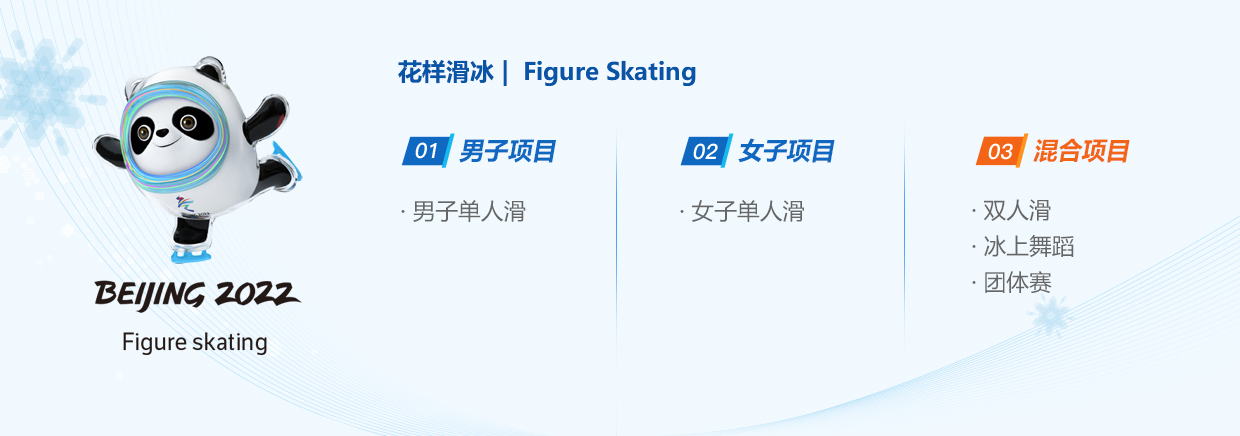 花样滑冰 | Figure Skating
01 男子项目
· 男子单人滑
02 女子项目
· 女子单人滑
03 混合项目
· 双人滑
· 冰上舞蹈
· 团体赛
BEIJING 2022
Figure skating